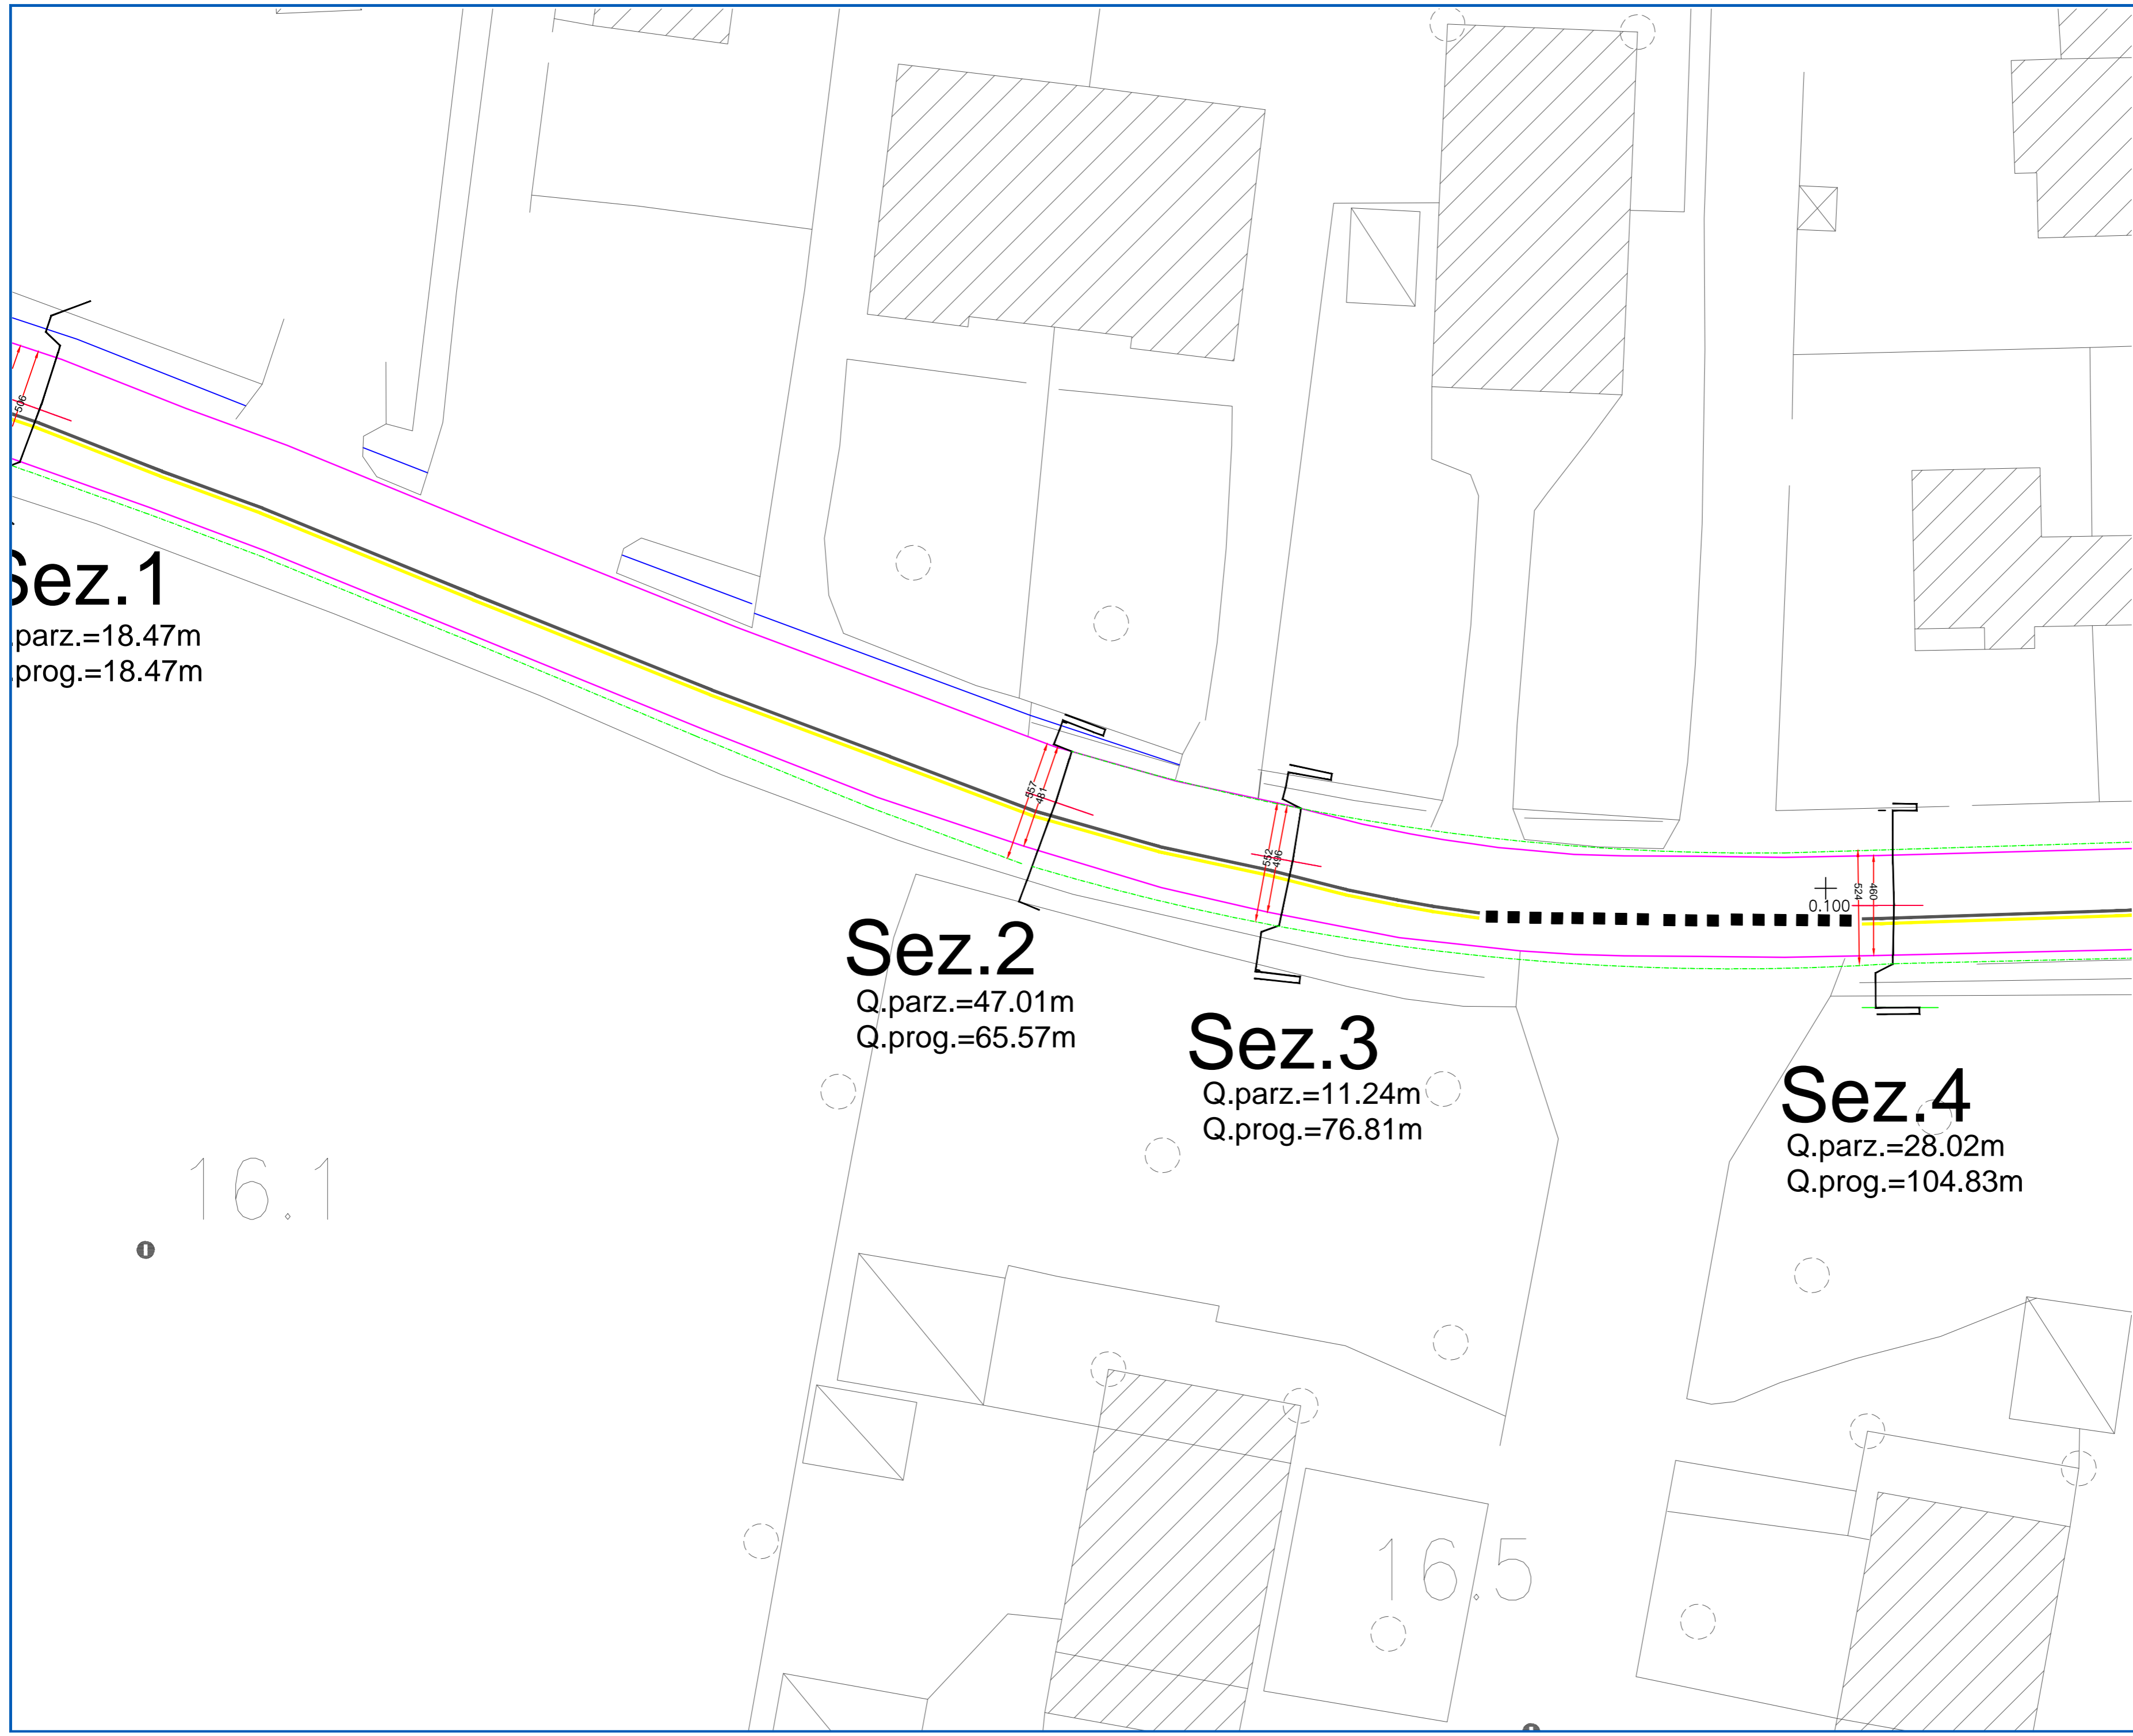 506
Sez.1
.parz.=18.47m
.prog.=18.47m
557
481
552
496
524
460
0.100
Sez.2
Q.parz.=47.01m
Q.prog.=65.57m
Sez.3
Q.parz.=11.24m
Q.prog.=76.81m
Sez.4
Q.parz.=28.02m
Q.prog.=104.83m
16.1
16.5